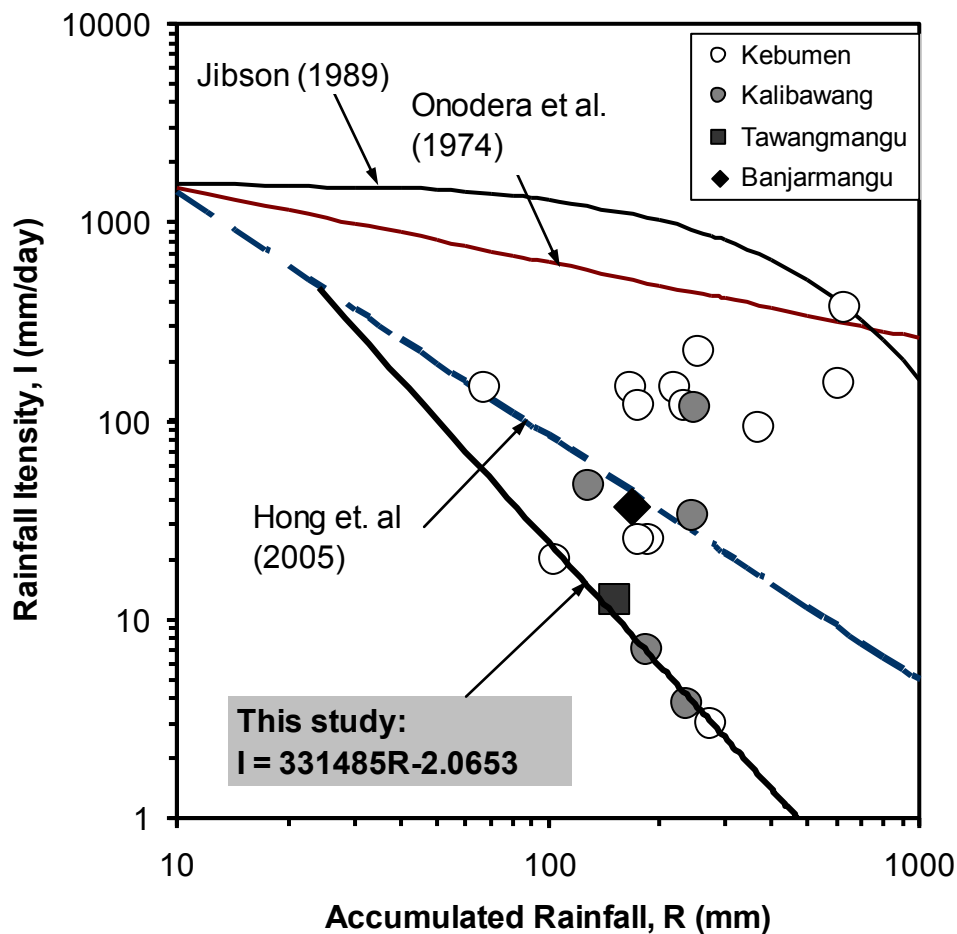 10000
1000
100
10
1
Rainfall Itensity, I (mm/day)
Jibson (1989)
Onodera et al.
(1974)
Kebumen
Kalibawang
Tawangmangu
Banjarmangu
Hong et. al
(2005)
This study:
I = 331485R-2.0653
10
100
1000
Accumulated Rainfall, R (mm)